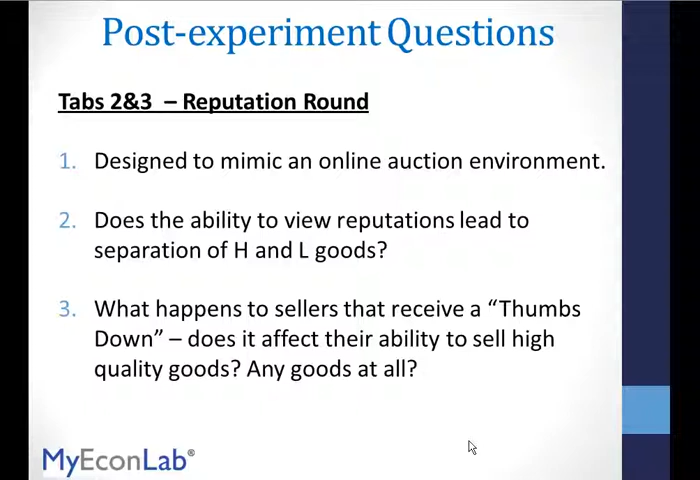 Post-experiment Questions
Tabs 2&3 – Reputation Round
1. Designed to mimic an online auction environment.
2. Does the ability to view reputations lead to
separation of H and L goods?
3. What happens to sellers that receive a “Thumbs
Down” – does it affect their ability to sell high
quality goods? Any goods at all?
MyEconLab®